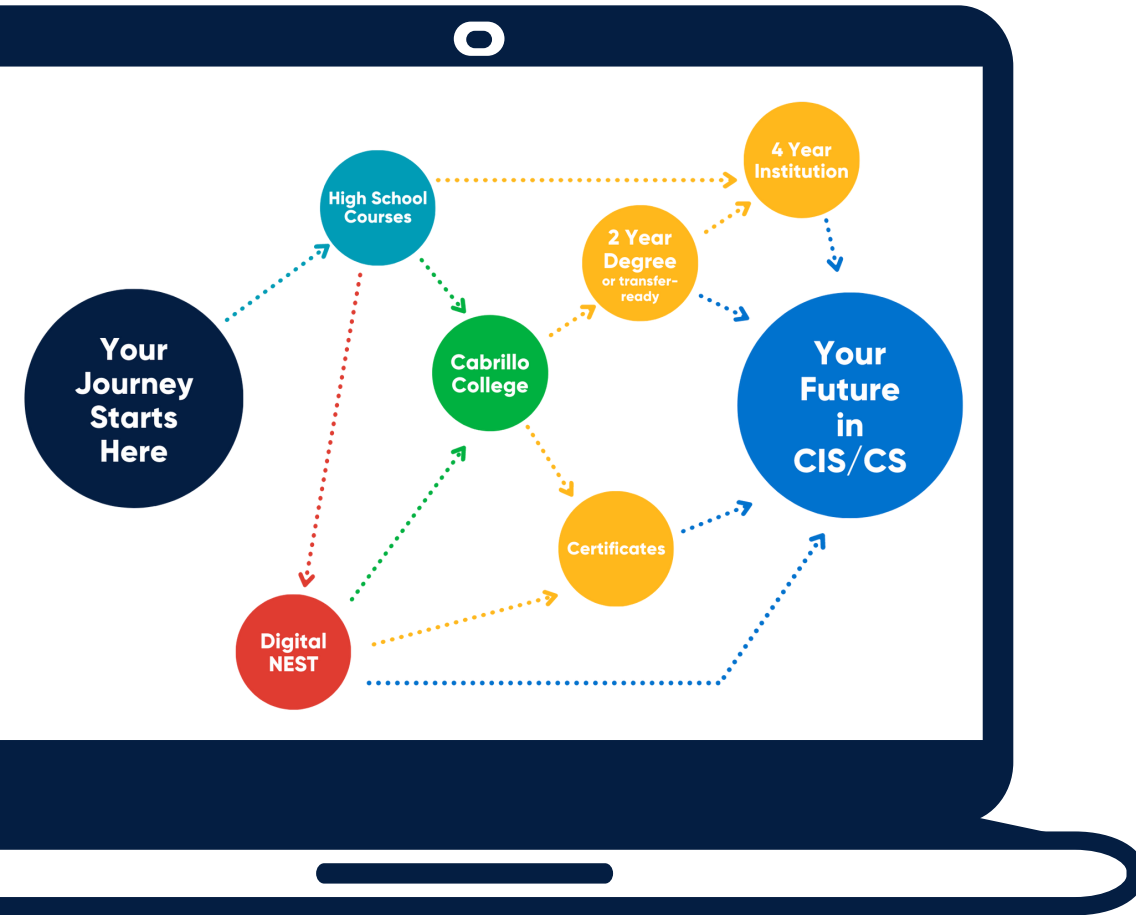 Your
Journey
Starts
Here
High School
Courses
Digital
NEST
Cabrillo
College
2 Year
Degree
or transfer-
ready
Certificates
4 Year
Institution
Your
Future
in
CIS/CS